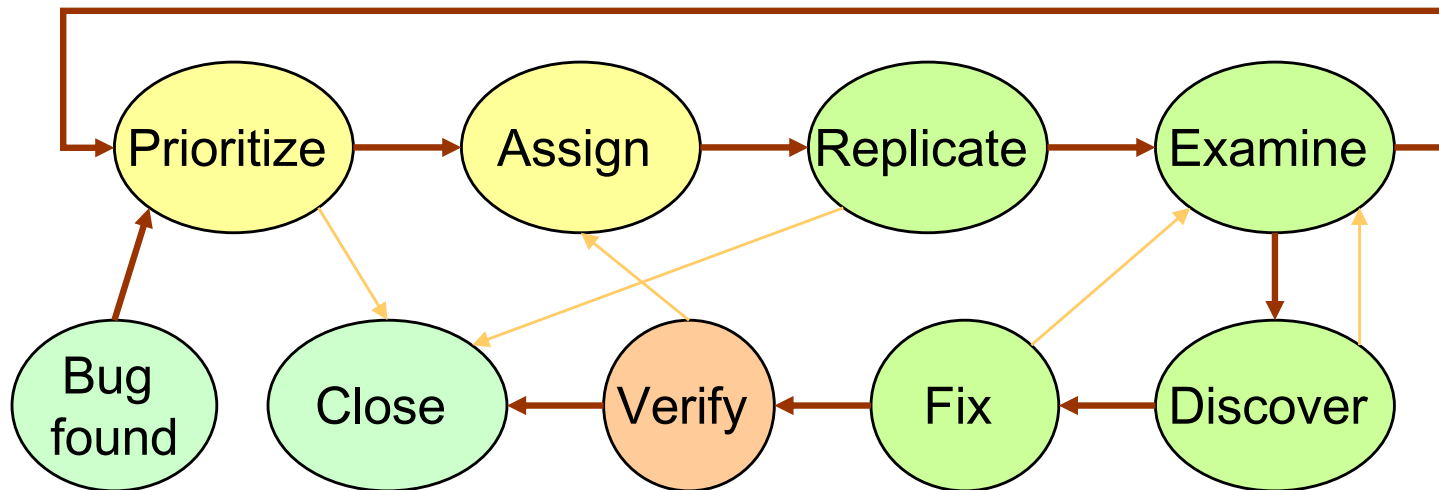 Prioritize
Assign
Replicate
Examine
Bug
found
Close
Verify
Fix
Discover